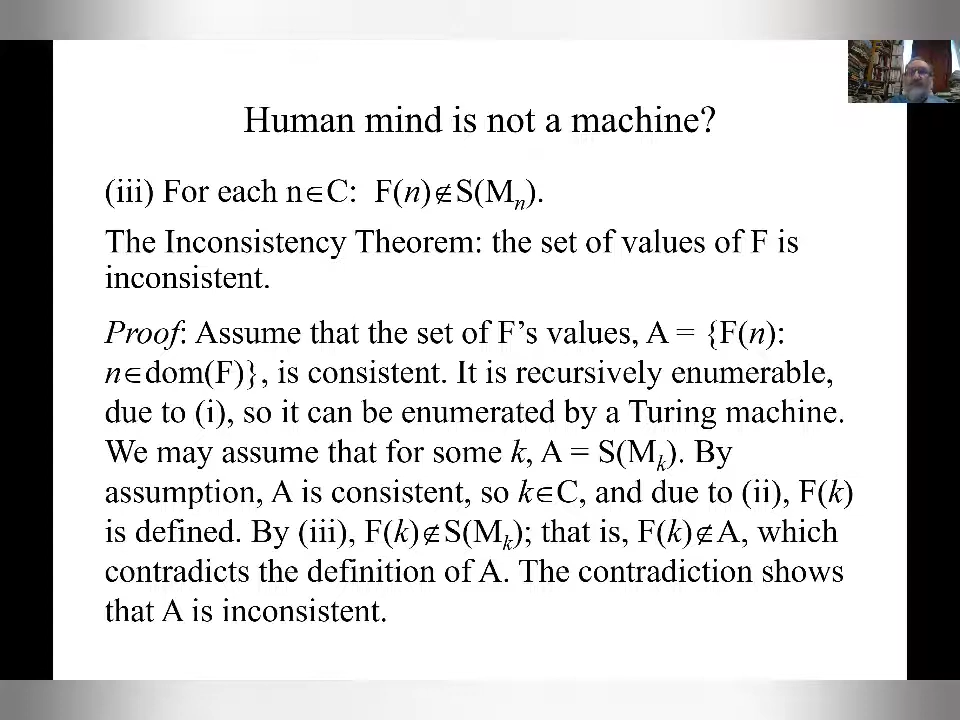 Human mind is not a machine?
(iii) For each n∈C: F(n)∉S(Mₙ).
The Inconsistency Theorem: the set of values of F is
inconsistent.
Proof: Assume that the set of F’s values, A = {F(n):
n∈dom(F)}, is consistent. It is recursively enumerable,
due to (i), so it can be enumerated by a Turing machine.
We may assume that for some k, A = S(Mₖ). By
assumption, A is consistent, so k∈C, and due to (ii), F(k)
is defined. By (iii), F(k)∉S(Mₖ); that is, F(k)∉A, which
contradicts the definition of A. The contradiction shows
that A is inconsistent.